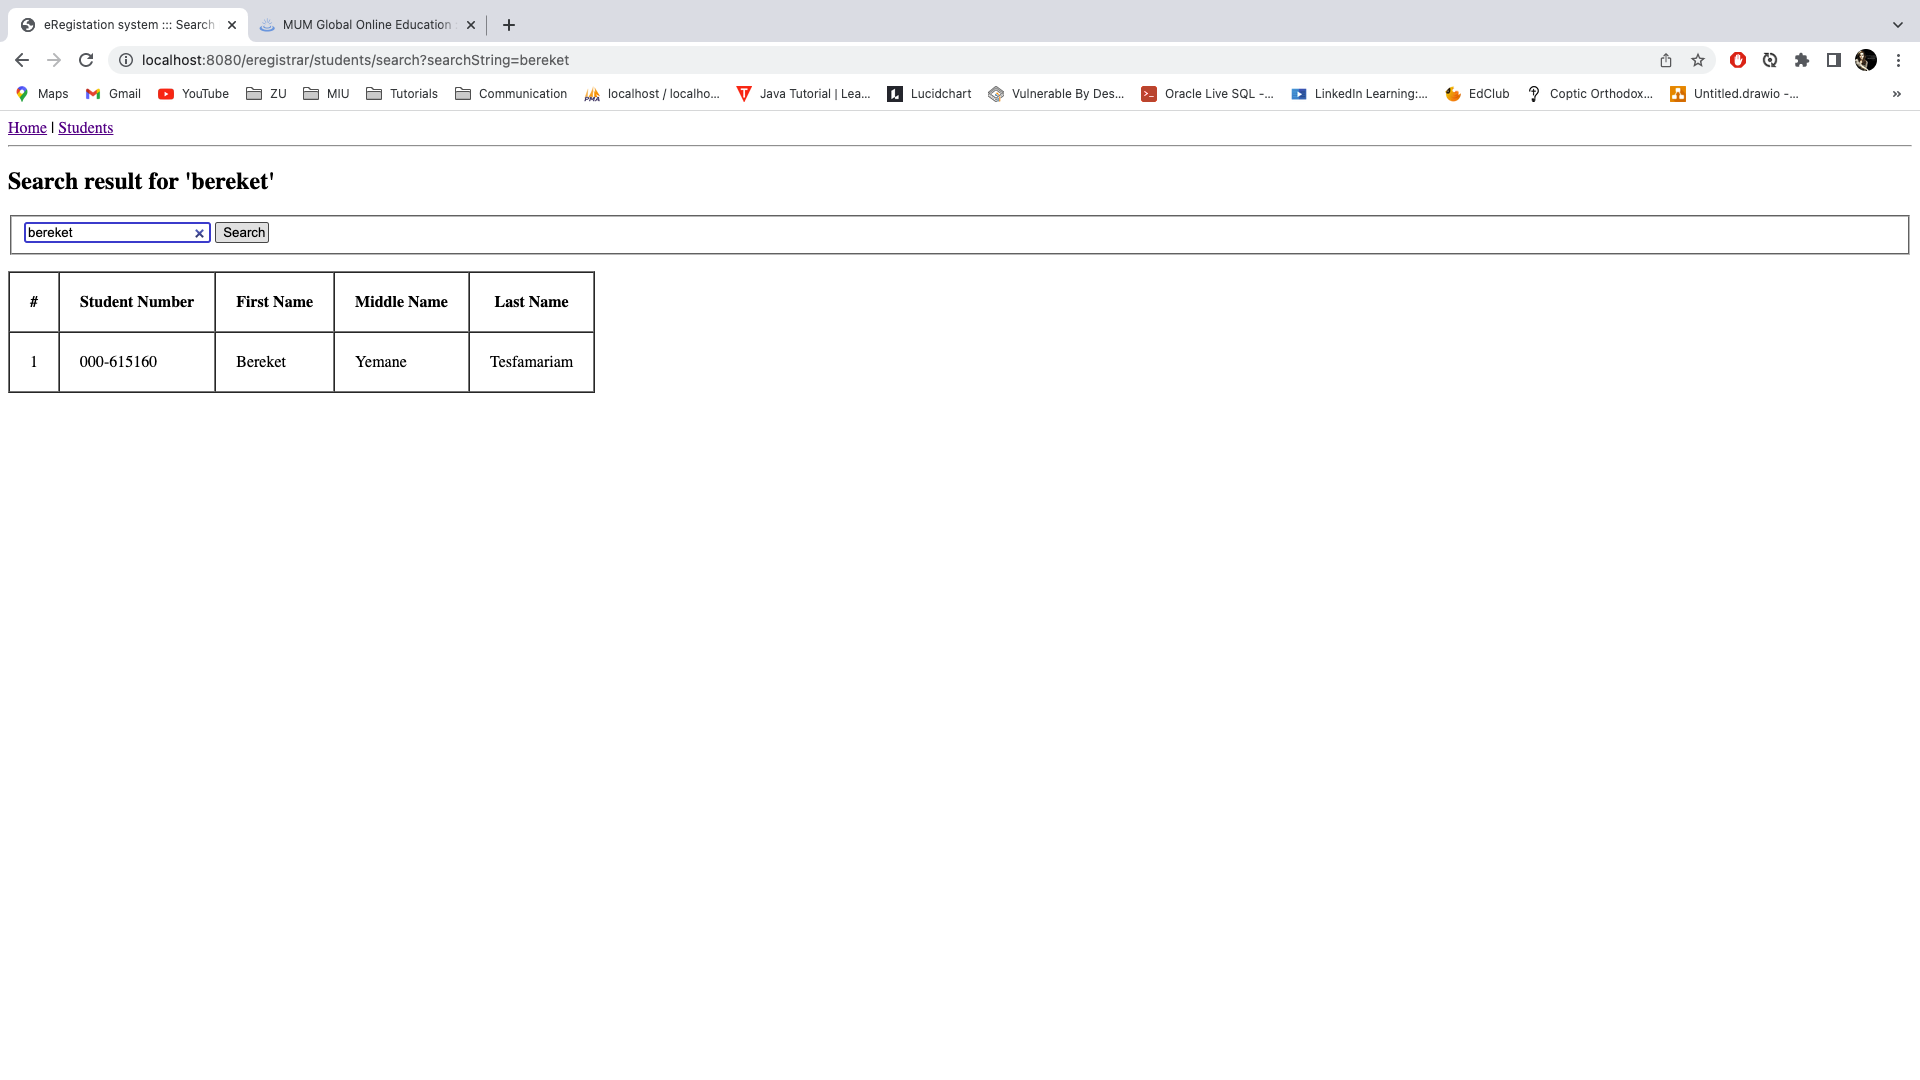 eRegistation system ::: Search
MUM Global Online Education
localhost:8080/eregistrar/students/search?searchString=bereket
Maps Gmail YouTube ZU MIU Tutorials Communication localhost / localho... Java Tutorial | Lea... Lucidchart Vulnerable By Des... Oracle Live SQL -... LinkedIn Learning:... EdClub Coptic Orthodox... Untitled.drawio -... »
Home | Students
Search result for 'bereket'
bereket Search
# Student Number First Name Middle Name Last Name
1 000-615160 Bereket Yemane Tesfamariam